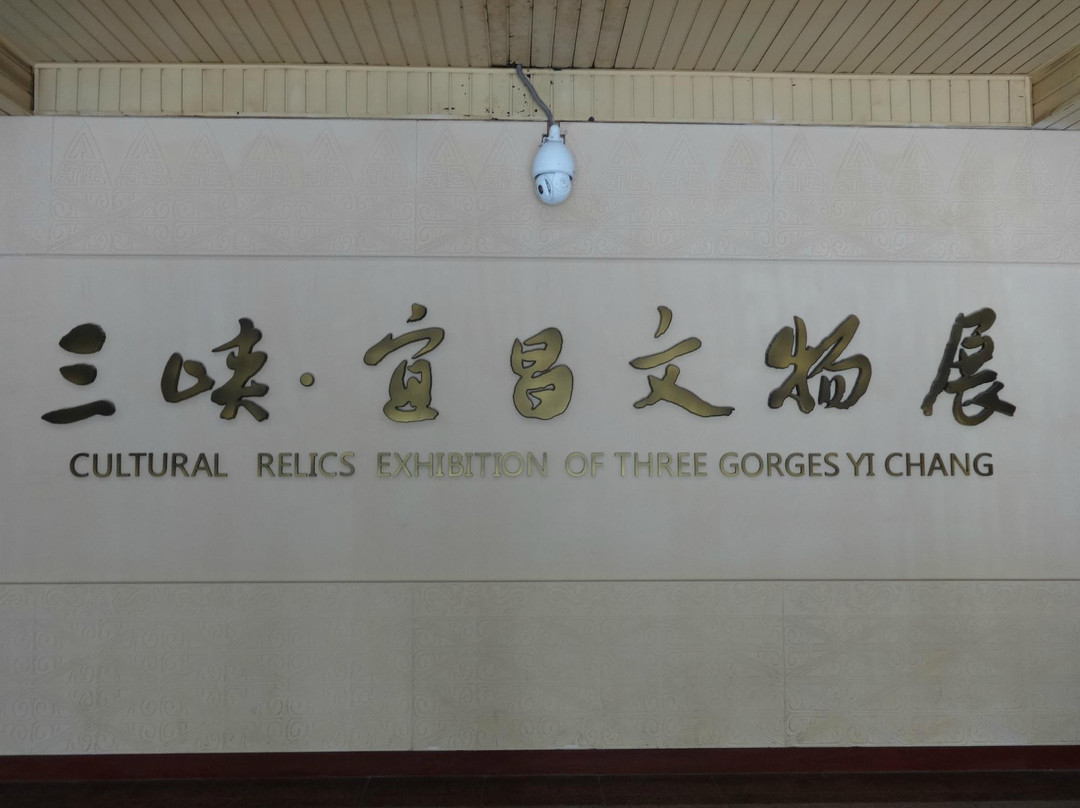 三峡·宜昌文物展
CULTURAL RELICS EXHIBITION OF THREE GORGES YI CHANG